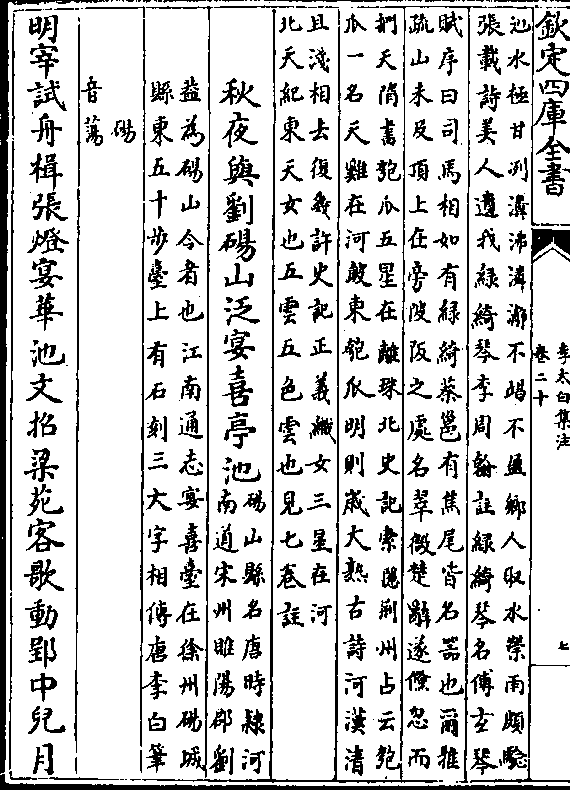 欽定四庫全書
李太白集注
卷二十
七
氿水極甘洌溝沸潾瀰不竭不盈鄉人取水禜雨頗驗
張載詩美人遺我緑綺琴李周翰註緑綺琴名傅𤣥琴
賦序曰司馬相如有緑綺蔡邕有焦尾皆名器也爾雅
疏山未及頂上在旁陂阪之處名翠微楚辭遂倏忽而
捫天隋書匏瓜五星在離珠北史記索隱荆州占云匏
瓜一名天雞在河鼓東匏瓜明則嵗大熟古詩河漢清
且淺相去復幾許史記正義織女三星在河
北天紀東天女也五雲五色雲也見七卷註
秋夜與劉碭山泛宴喜亭池
碭山縣名唐時隸河
南道宋州睢陽郡劉
葢為碭山令者也江南通志宴喜臺在徐州碭城
縣東五十步臺上有石刻三大字相傳唐李白筆
碭
音蕩
明宰試舟楫張燈宴華池文招梁苑客歌動郢中兒月